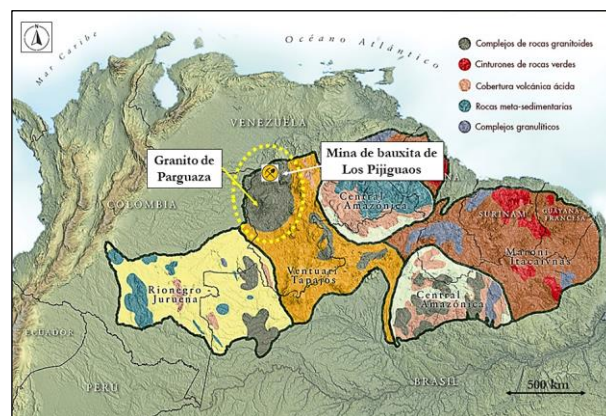 N
Mar Caribe
Océano Atlántico
Complejos de rocas granitoides
Cinturones de rocas verdes
Cobertura volcánica ácida
Rocas meta-sedimentarias
Complejos granulíticos
VENEZUELA
Granito de
Parguaza
Mina de bauxita de
Los Pijiguaos
COLOMBIA
Central
Amazónica
SURINAM
GUAYANA
FRANCESA
Maroni
Itacaiunas
Ventuari
Tapajós
Rionegro
Juruena
Central
Amazónica
ECUADOR
PERU
BRASIL
500 km